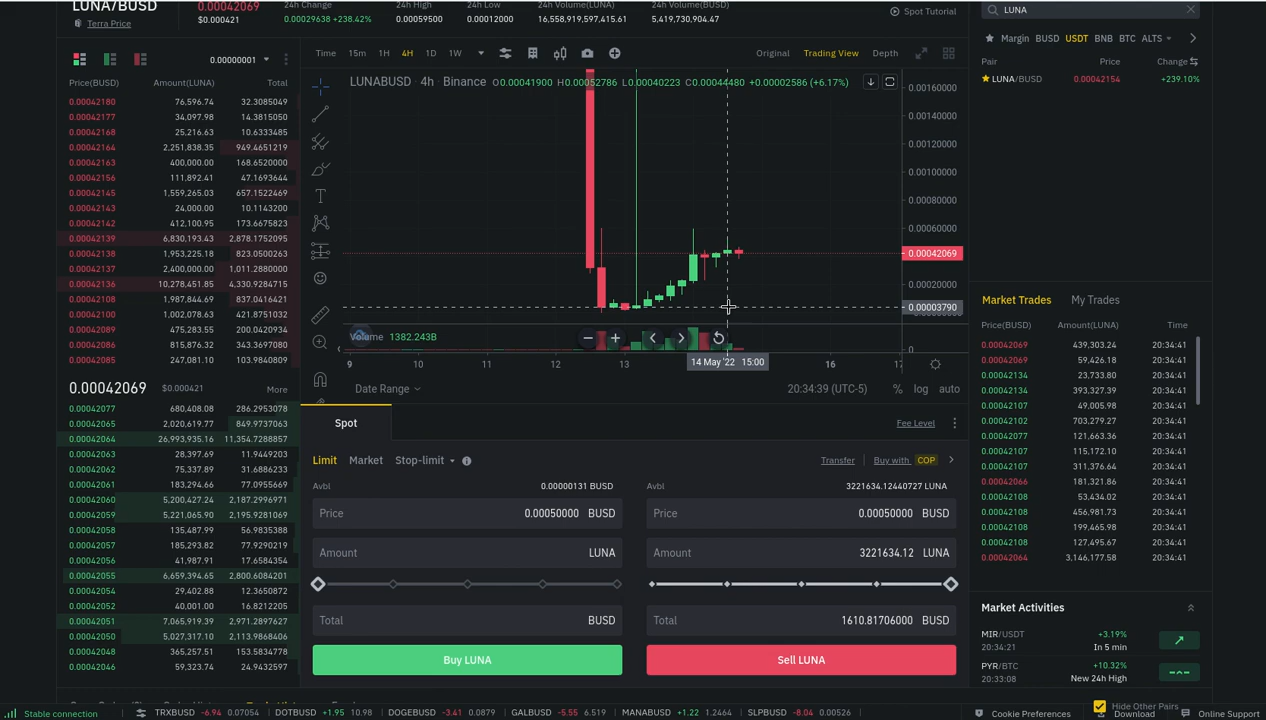 LUNA/BUSD 0.00042069 24h Change 24h High 24h Low 24h Volume(LUNA) 24h Volume(BUSD)
Terra Price $0.000421 0.00029638 +238.42% 0.00059500 0.00012000 16,558,919,597,415.61 5,419,730,904.47 Spot Tutorial
LUNA
Margin BUSD USDT BNB BTC ALTS
Pair Price Change
LUNA/BUSD 0.00042154 +239.10%
0.00000001
Price(BUSD) Amount(LUNA) Total
0.00042180 76,596.74 32.3085049
0.00042177 34,097.98 14.3815050
0.00042168 25,216.63 10.6333485
0.00042164 2,251,838.35 949.4651219
0.00042163 400,000.00 168.6520000
0.00042156 111,892.41 47.1693644
0.00042145 1,559,265.03 657.1522469
0.00042143 24,000.00 10.1143200
0.00042142 412,100.95 173.6675823
0.00042139 6,830,193.43 2,878.1752095
0.00042138 1,953,225.18 823.0500263
0.00042137 2,400,000.00 1,011.2880000
0.00042136 10,278,451.85 4,330.9284715
0.00042108 1,987,844.69 837.0416421
0.00042100 1,002,078.63 421.8751032
0.00042089 475,283.55 200.0420934
0.00042086 815,876.32 343.3697080
0.00042085 247,081.10 103.9840809
0.00042069 $0.000421 More
0.00042077 680,408.08 286.2953078
0.00042065 2,020,619.77 849.9737063
0.00042064 26,993,935.16 11,354.7288857
0.00042063 28,397.69 11.9449203
0.00042062 75,337.89 31.6886233
0.00042061 183,294.66 77.0955669
0.00042060 5,200,427.24 2,187.2996971
0.00042059 5,221,065.90 2,195.9281069
0.00042058 135,487.99 56.9835388
0.00042057 185,293.82 77.9290219
0.00042056 41,987.91 17.6584354
0.00042055 6,659,394.65 2,800.6084201
0.00042054 29,402.88 12.3650872
0.00042052 40,001.00 16.8212205
0.00042051 7,065,919.39 2,971.2897627
0.00042050 5,027,317.10 2,113.9868406
0.00042048 365,257.51 153.5834778
0.00042046 59,323.74 24.9432597
Time 15m 1H 4H 1D 1W Original Trading View Depth
LUNABUSD · 4h · Binance O0.00041900 H0.00052786 L0.00040223 C0.00044480 +0.00002586 (+6.17%)
0.00160000
0.00140000
0.00120000
0.00100000
0.00080000
0.00060000
0.00042069
0.00020000
0.00003790
Volume 1382.243B
0
9 10 11 12 13 14 May '22 15:00 16 17
Date Range 20:34:39 (UTC-5) % log auto
Spot Fee Level
Limit Market Stop-limit Transfer Buy with COP
Avbl 0.00000131 BUSD Avbl 3221634.12440727 LUNA
Price 0.00050000 BUSD Price 0.00050000 BUSD
Amount LUNA Amount 3221634.12 LUNA
Total BUSD Total 1610.81706000 BUSD
Buy LUNA Sell LUNA
Market Trades My Trades
Price(BUSD) Amount(LUNA) Time
0.00042069 439,303.24 20:34:41
0.00042069 59,426.18 20:34:41
0.00042134 23,733.80 20:34:41
0.00042134 393,327.39 20:34:41
0.00042107 49,005.98 20:34:41
0.00042102 703,279.27 20:34:41
0.00042077 121,663.36 20:34:41
0.00042107 115,172.10 20:34:41
0.00042107 311,376.64 20:34:41
0.00042066 181,321.86 20:34:41
0.00042108 53,434.02 20:34:41
0.00042108 456,981.73 20:34:41
0.00042108 199,465.98 20:34:41
0.00042108 127,495.67 20:34:41
0.00042064 3,146,177.58 20:34:41
Market Activities
MIR/USDT +3.19%
20:34:21 In 5 min
PYR/BTC +10.32%
20:33:08 New 24h High
Hide Other Pairs
Stable connection TRXBUSD -6.94 0.07054 DOTBUSD +1.95 10.98 DOGEBUSD -3.41 0.0879 GALBUSD -5.55 6.519 MANABUSD +1.22 1.2464 SLPBUSD -8.04 0.00526 Cookie Preferences Download Online Support